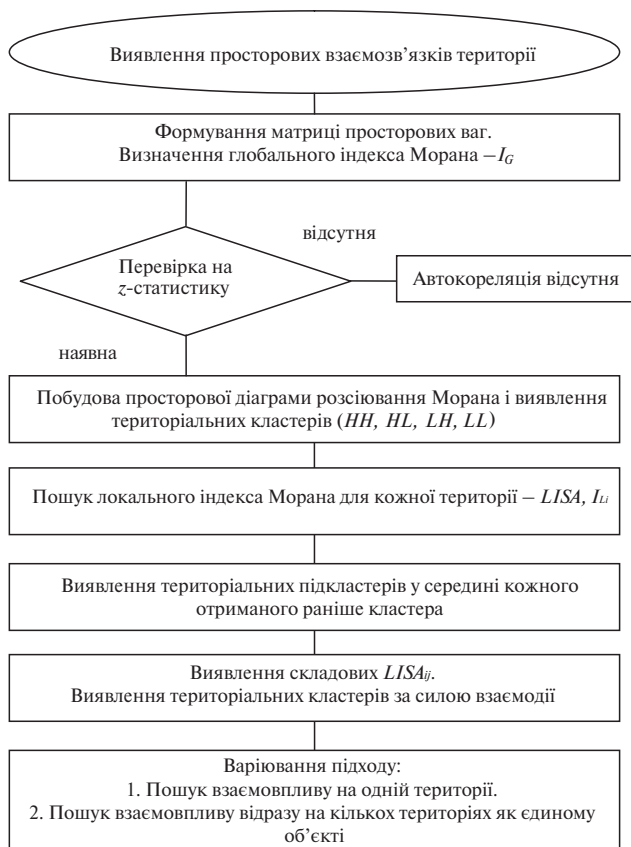 Виявлення просторових взаємозв’язків території
Формування матриці просторових ваг.
Визначення глобального індекса Морана –I_G
відсутня
Перевірка на
z-статистику
Автокореляція відсутня
наявна
Побудова просторової діаграми розсіювання Морана і виявлення
територіальних кластерів (HH, HL, LH, LL)
Пошук локального індекса Морана для кожної території – LISA, I_Li
Виявлення територіальних підкластерів у середині кожного
отриманого раніше кластера
Виявлення складових LISA_ij.
Виявлення територіальних кластерів за силою взаємодії
Варіювання підходу:
1. Пошук взаємовпливу на одній території.
2. Пошук взаємовпливу відразу на кількох територіях як єдиному
об’єкті